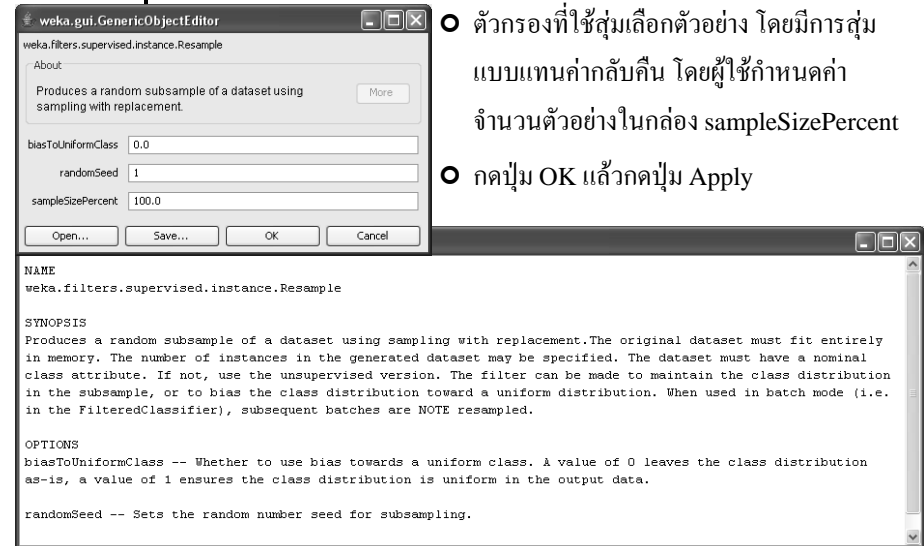 weka.gui.GenericObjectEditor
weka.filters.supervised.instance.Resample
About
Produces a random subsample of a dataset using
sampling with replacement.
More
biasToUniformClass 0.0
randomSeed 1
sampleSizePercent 100.0
Open... Save... OK Cancel
ตัวกรองที่ใช้สุ่มเลือกตัวอย่าง โดยมีการสุ่ม
แบบแทนค่ากลับคืน โดยผู้ใช้กำหนดค่า
จำนวนตัวอย่างในกล่อง sampleSizePercent
กดปุ่ม OK แล้วกดปุ่ม Apply
NAME
weka.filters.supervised.instance.Resample
SYNOPSIS
Produces a random subsample of a dataset using sampling with replacement.The original dataset must fit entirely
in memory. The number of instances in the generated dataset may be specified. The dataset must have a nominal
class attribute. If not, use the unsupervised version. The filter can be made to maintain the class distribution
in the subsample, or to bias the class distribution toward a uniform distribution. When used in batch mode (i.e.
in the FilteredClassifier), subsequent batches are NOTE resampled.
OPTIONS
biasToUniformClass -- Whether to use bias towards a uniform class. A value of 0 leaves the class distribution
as-is, a value of 1 ensures the class distribution is uniform in the output data.
randomSeed -- Sets the random number seed for subsampling.